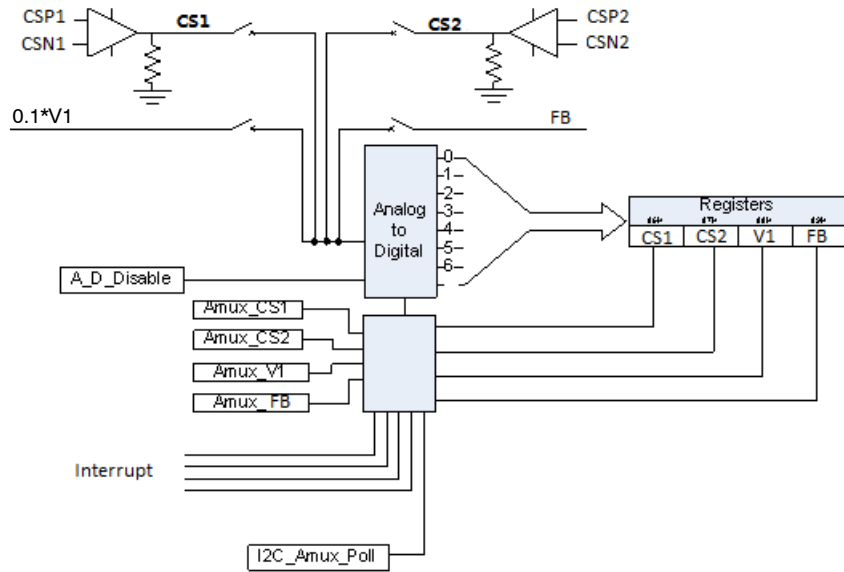 CSP1
CSN1
CS1
CS2
CSP2
CSN2
0.1*V1
FB
Analog
to
Digital
0
1
2
3
4
5
6
Registers
CS1 CS2 V1 FB
A_D_Disable
Amux_CS1
Amux_CS2
Amux_V1
Amux_FB
Interrupt
I2C_Amux_Poll